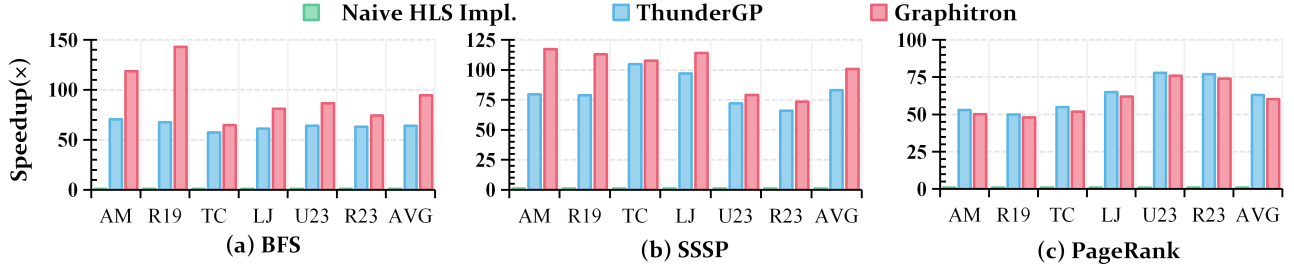 Naive HLS Impl. ThunderGP Graphitron
Speedup(×)
150
100
50
0
AM R19 TC LJ U23 R23 AVG
(a) BFS
125
100
75
50
25
0
AM R19 TC LJ U23 R23 AVG
(b) SSSP
100
75
50
25
0
AM R19 TC LJ U23 R23 AVG
(c) PageRank